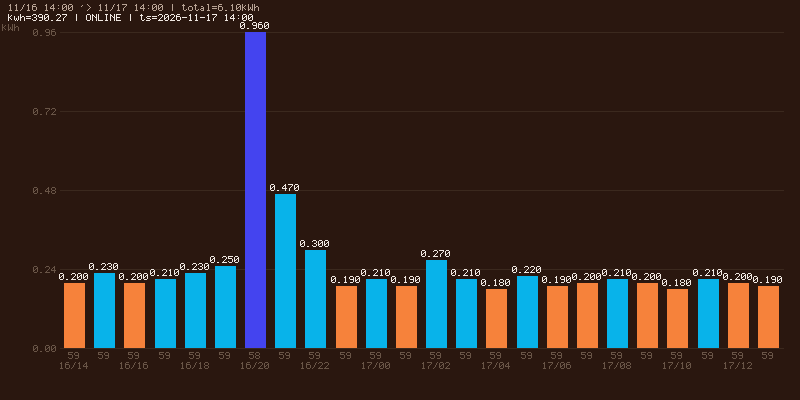 11/16 14:00 -> 11/17 14:00 | total=6.10kWh
Kwh=390.27 | ONLINE | ts=2026-11-17 14:00
kWh
0.960
0.96
0.72
0.48
0.24
0.00
0.200 0.230 0.200 0.210 0.230 0.250 0.470 0.300 0.190 0.210 0.190 0.270 0.210 0.180 0.220 0.190 0.200 0.210 0.200 0.180 0.210 0.200 0.190
59 59 59 59 59 59 58 59 59 59 59 59 59 59 59 59 59 59 59 59 59 59 59 59
16/14 16/16 16/18 16/20 16/22 17/00 17/02 17/04 17/06 17/08 17/10 17/12